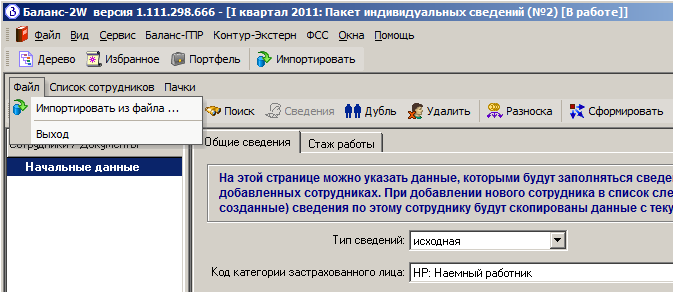 Баланс-2W версия 1.111.298.666 - [I квартал 2011: Пакет индивидуальных сведений (№2) [В работе]]
Файл Вид Сервис Баланс-ГПР Контур-Экстерн ФСС Окна Помощь
Дерево Избранное Портфель Импортировать
Файл Список сотрудников Пачки
Импортировать из файла ...
Выход
Поиск Сведения Дубль Удалить Разноска Сформировать
Сотрудники / Документы
Начальные данные
Общие сведения Стаж работы
На этой странице можно указать данные, которыми будут заполняться сведе
добавленных сотрудниках. При добавлении нового сотрудника в список сле
созданные) сведения по этому сотруднику будут скопированы данные с теку
Тип сведений: исходная
Код категории застрахованного лица: НР: Наемный работник